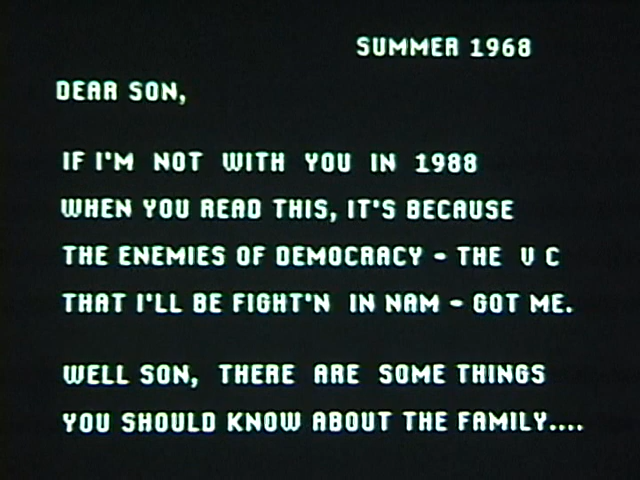 SUMMER 1968
DEAR SON,
IF I'M NOT WITH YOU IN 1988
WHEN YOU READ THIS, IT'S BECAUSE
THE ENEMIES OF DEMOCRACY - THE V C
THAT I'LL BE FIGHT'N IN NAM - GOT ME.
WELL SON, THERE ARE SOME THINGS
YOU SHOULD KNOW ABOUT THE FAMILY....